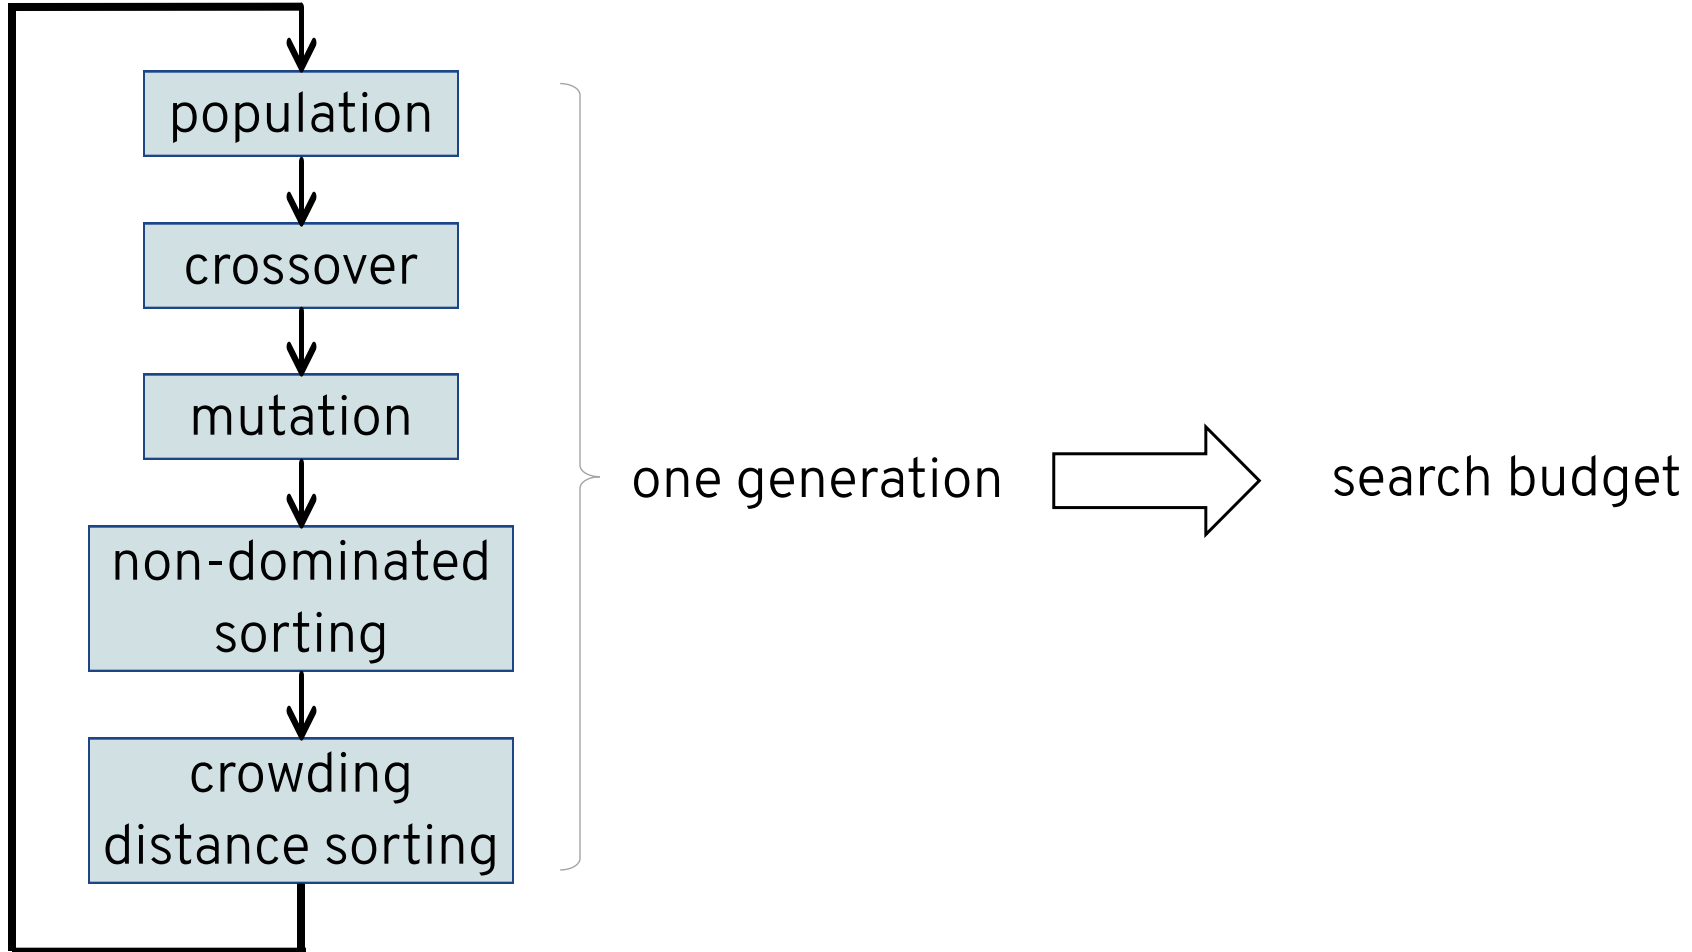 population
crossover
mutation
non-dominated
sorting
crowding
distance sorting
one generation
search budget